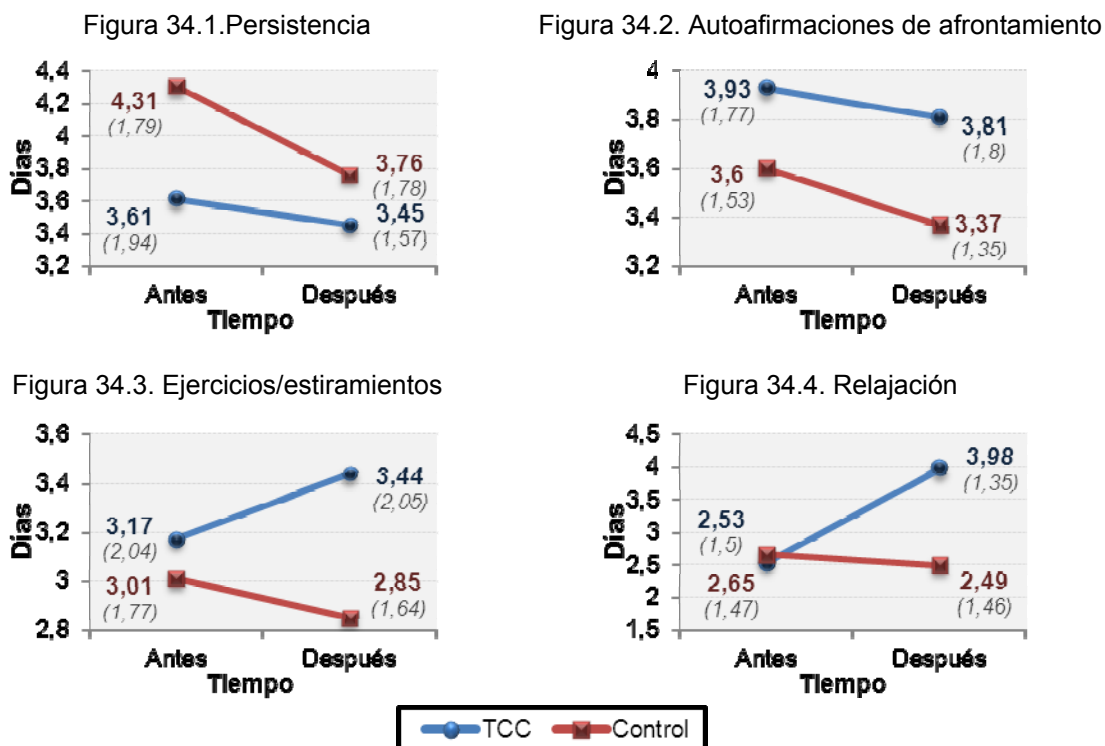 Figura 34.1.Persistencia
4,4
4,2
4
3,8
3,6
3,4
3,2
Días
4,31
(1,79)
3,76
(1,78)
3,61
(1,94)
3,45
(1,57)
Antes
Después
Tiempo
Figura 34.2. Autoafirmaciones de afrontamiento
4
3,8
3,6
3,4
3,2
Días
3,93
(1,77)
3,81
(1,8)
3,6
(1,53)
3,37
(1,35)
Antes
Después
Tiempo
Figura 34.3. Ejercicios/estiramientos
3,6
3,4
3,2
3
2,8
Días
3,17
(2,04)
3,44
(2,05)
3,01
(1,77)
2,85
(1,64)
Antes
Después
Tiempo
Figura 34.4. Relajación
4,5
4
3,5
3
2,5
2
1,5
Días
2,53
(1,5)
3,98
(1,35)
2,65
(1,47)
2,49
(1,46)
Antes
Después
Tiempo
TCC
Control